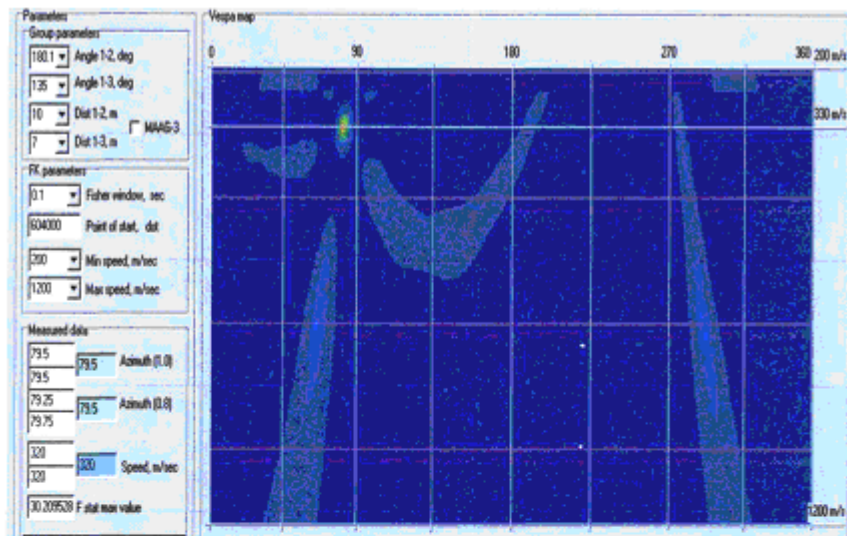 Parameters
Group parameters
180.1 Angle 1-2, deg
135 Angle 1-3, deg
10 Dist 1-2, m
7 Dist 1-3, m
MAAG-3
FK parameters
0.1 Fisher window, sec
604000 Point of start, dot
200 Min speed, m/sec
1200 Max speed, m/sec
Measured data
79.5
79.5
79.5 Azimuth (1.0)
79.25
79.75
79.5 Azimuth (0.8)
320
320
320 Speed, m/sec
30.209528 F stat max value
Vespa map
0 90 180 270 360 200 m/s
330 m/s
1200 m/s